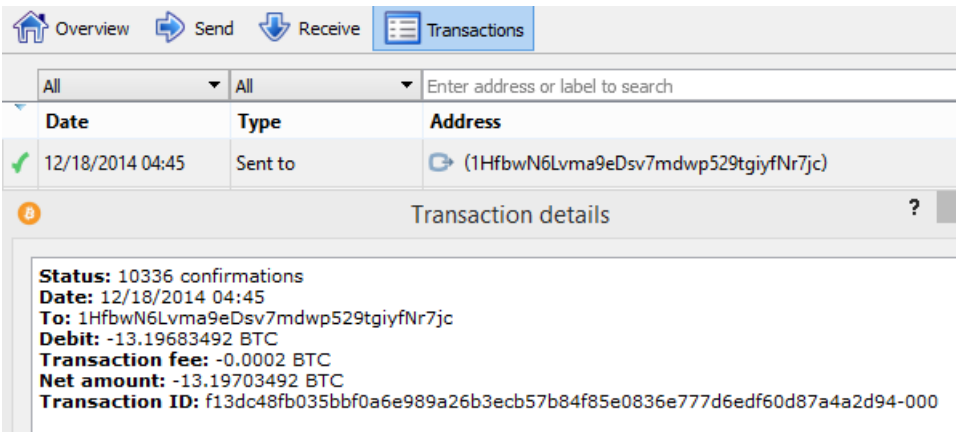 Overview Send Receive Transactions
All All Enter address or label to search
Date Type Address
12/18/2014 04:45 Sent to (1HfbwN6Lvma9eDsv7mdwp529tgiyfNr7jc)
Transaction details ?
Status: 10336 confirmations
Date: 12/18/2014 04:45
To: 1HfbwN6Lvma9eDsv7mdwp529tgiyfNr7jc
Debit: -13.19683492 BTC
Transaction fee: -0.0002 BTC
Net amount: -13.19703492 BTC
Transaction ID: f13dc48fb035bbf0a6e989a26b3ecb57b84f85e0836e777d6edf60d87a4a2d94-000